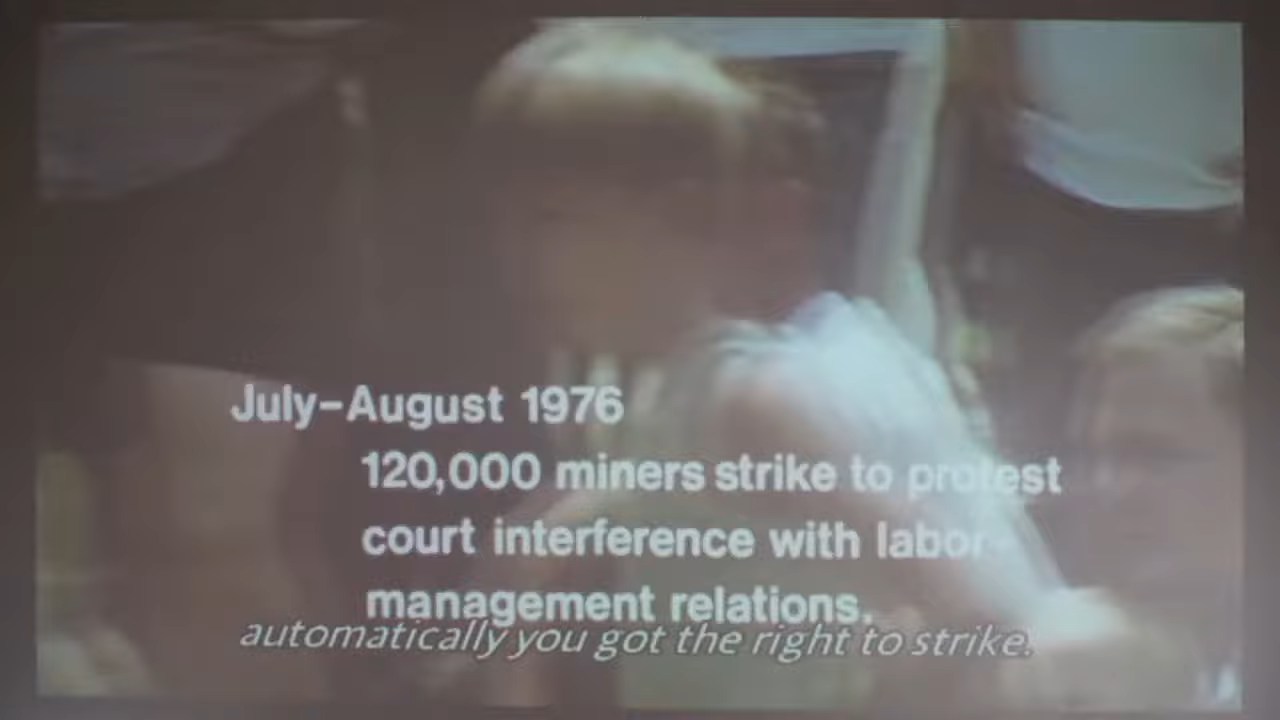 July-August 1976
120,000 miners strike to protest
court interference with labor-
management relations.
automatically you got the right to strike.